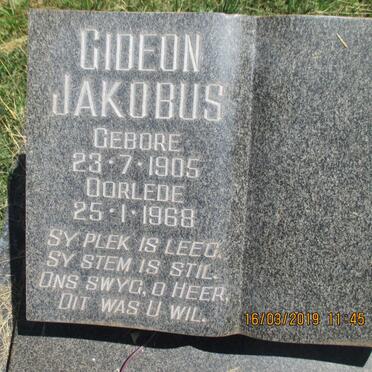 GIDEON
JAKOBUS
GEBORE
23·7·1905
OORLEDE
25·1·1968
SY PLEK IS LEEG,
SY STEM IS STIL.
ONS SWYG, O HEER,
DIT WAS U WIL.
16/03/2019 11:45